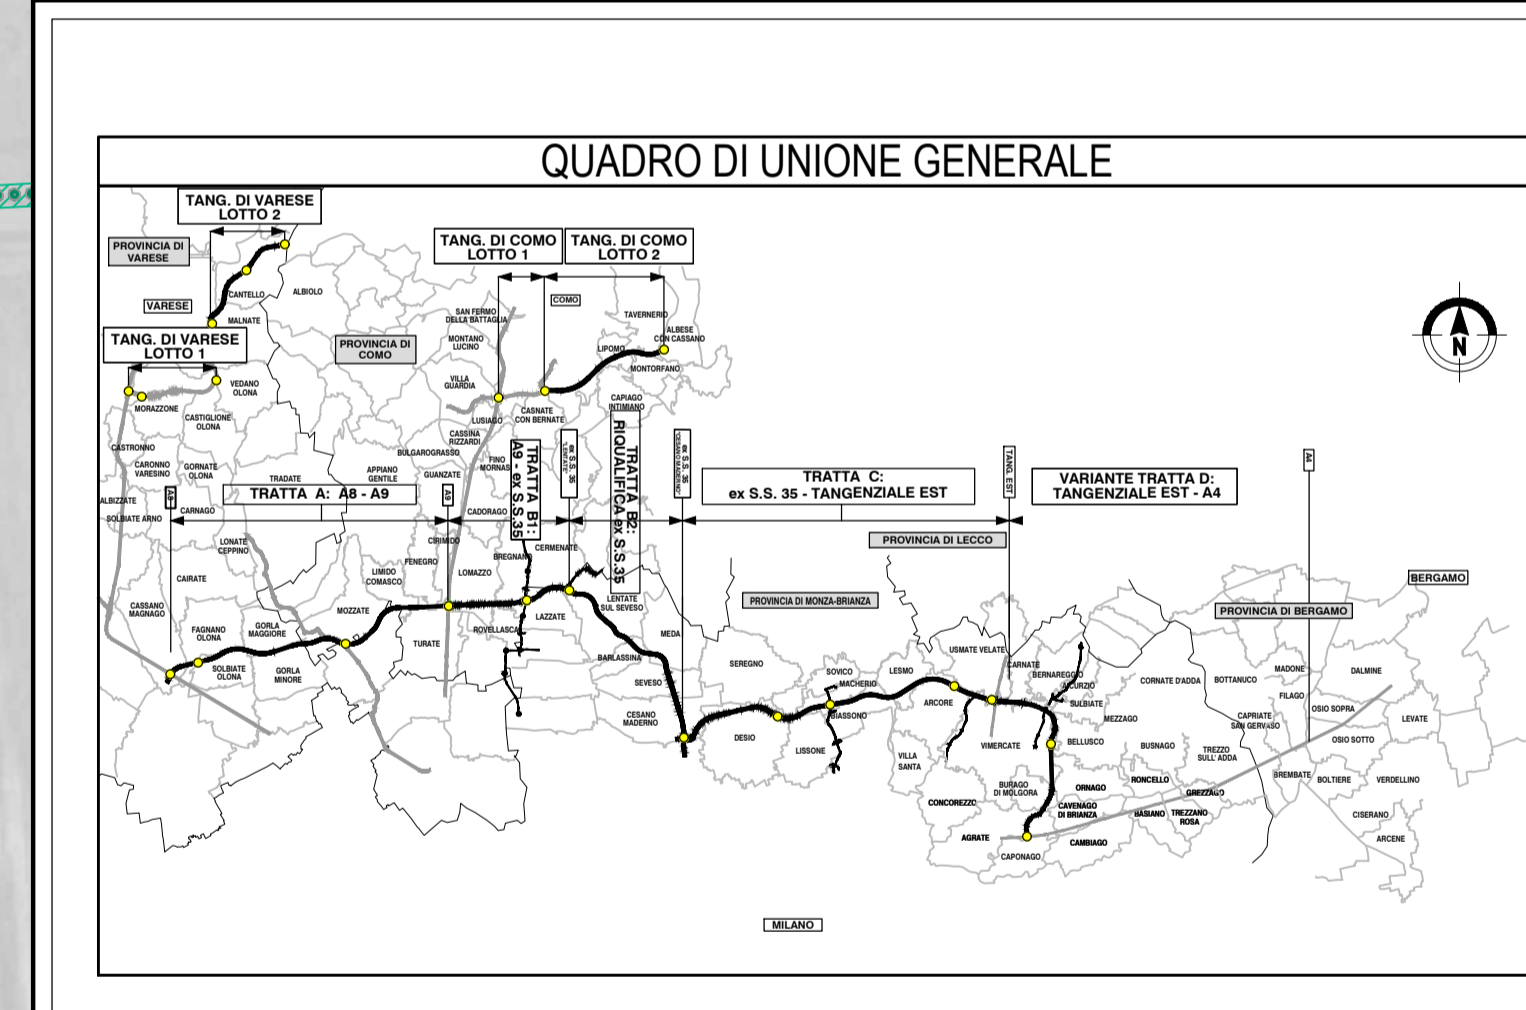 QUADRO DI UNIONE GENERALE
TANG. DI VARESE
LOTTO 2
PROVINCIA DI
VARESE
TANG. DI COMO
LOTTO 1
TANG. DI COMO
LOTTO 2
CANTELLO
ALBIOLO
VARESE
MALNATE
COMO
SAN FERMO
DELLA BATTAGLIA
TAVERNERIO
ALBESE
CON CASSANO
TANG. DI VARESE
LOTTO 1
PROVINCIA DI
COMO
MONTANO
LUCINO
LIPOMO
MONTORFANO
N
VEDANO
OLONA
VILLA
GUARDIA
MORAZZONE
CASTIGLIONE
OLONA
LUSIAGO
CASNATE
CON BERNATE
CAPIAGO
INTIMIANO
CASTRONNO
CASSINA
RIZZARDI
BULGAROGRASSO
CARONNO
VARESINO
GORNATE
OLONA
TRADATE
APPIANO
GENTILE
GUANZATE
FINO
MORNAS
TRATTA B1:
A9 - ex S.S.35
ex S.S. 35
"LENTATE"
TRATTA B2:
RIQUALIFICA ex S.S.35
ex S.S. 35
"CESANO MADERNO"
TRATTA C:
ex S.S. 35 - TANGENZIALE EST
TANG. EST
VARIANTE TRATTA D:
TANGENZIALE EST - A4
A4
ALBIZZATE
A8
TRATTA A: A8 - A9
A9
SOLBIATE ARNO
CARNAGO
CADORAGO
LONATE
CEPPINO
CIRIMIDO
CERMENATE
BREGNANO
PROVINCIA DI LECCO
FENEGRO
LIMIDO
COMASCO
LOMAZZO
CAIRATE
BERGAMO
CASSANO
MAGNAGO
MOZZATE
LAZZATE
LENTATE
SUL SEVESO
PROVINCIA DI MONZA-BRIANZA
PROVINCIA DI BERGAMO
FAGNANO
OLONA
GORLA
MAGGIORE
ROVELLASCA
TURATE
MEDA
SOLBIATE
OLONA
GORLA
MINORE
BARLASSINA
SEVESO
SEREGNO
SOVICO
MACHERIO
LESMO
USMATE VELATE
CARNATE
BERNAREGGIO
AICURZIO
SULBIATE
CORNATE D'ADDA
BOTTANUCO
MADONE
DALMINE
FILAGO
CESANO
MADERNO
DESIO
BIASSONO
LISSONE
ARCORE
MEZZAGO
CAPRIATE
SAN GERVASO
OSIO SOPRA
LEVATE
OSIO SOTTO
VILLA
SANTA
VIMERCATE
BELLUSCO
BUSNAGO
TREZZO
SULL' ADDA
BURAGO
DI MOLGORA
ORNAGO
RONCELLO
GREZZAGO
BREMBATE
BOLTIERE
VERDELLINO
CONCOREZZO
CAVENAGO
DI BRIANZA
BASIANO
TREZZANO
ROSA
CISERANO
AGRATE
CAMBIAGO
ARCENE
CAPONAGO
MILANO